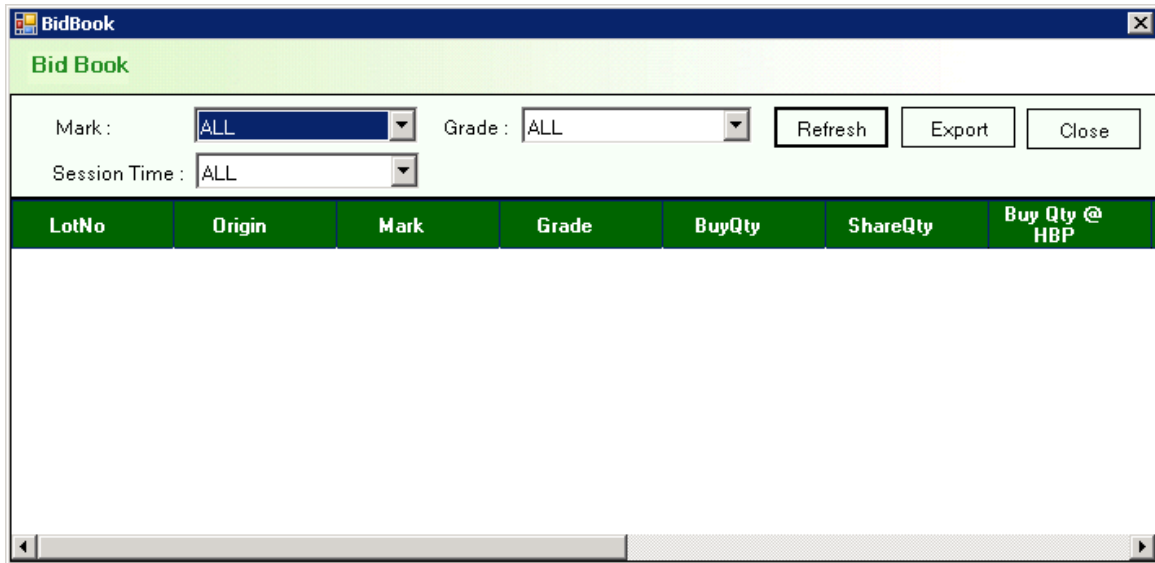 BidBook
Bid Book
Mark : ALL Grade : ALL Refresh Export Close
Session Time : ALL
LotNo Origin Mark Grade BuyQty ShareQty Buy Qty @
HBP